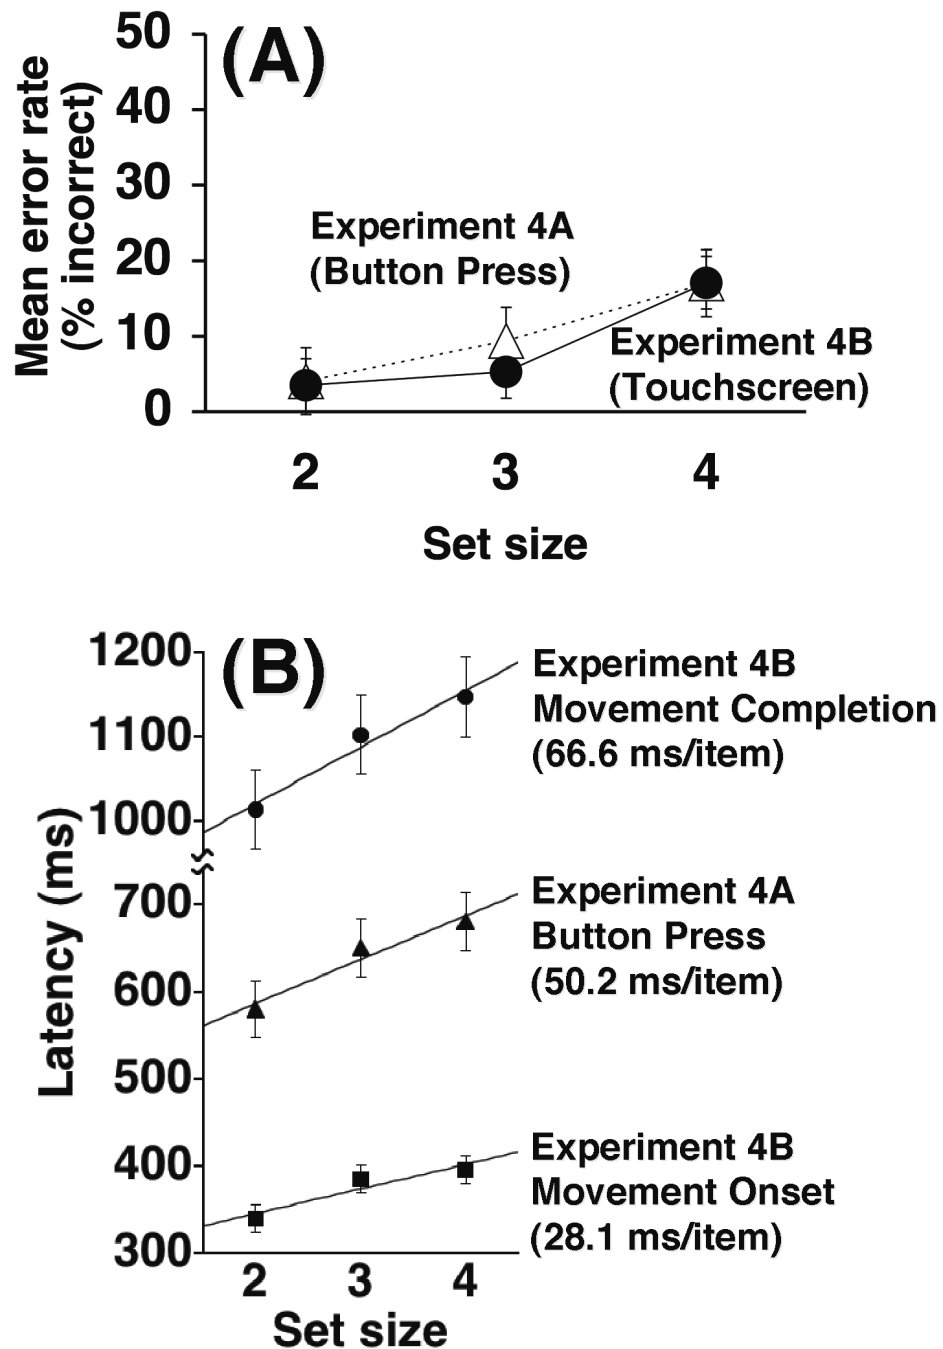 (A)
Mean error rate
(% incorrect)
50
40
30
20
10
0
Experiment 4A
(Button Press)
Experiment 4B
(Touchscreen)
2 3 4
Set size
(B)
Latency (ms)
1200
1100
1000
700
600
500
400
300
Experiment 4B
Movement Completion
(66.6 ms/item)
Experiment 4A
Button Press
(50.2 ms/item)
Experiment 4B
Movement Onset
(28.1 ms/item)
2 3 4
Set size